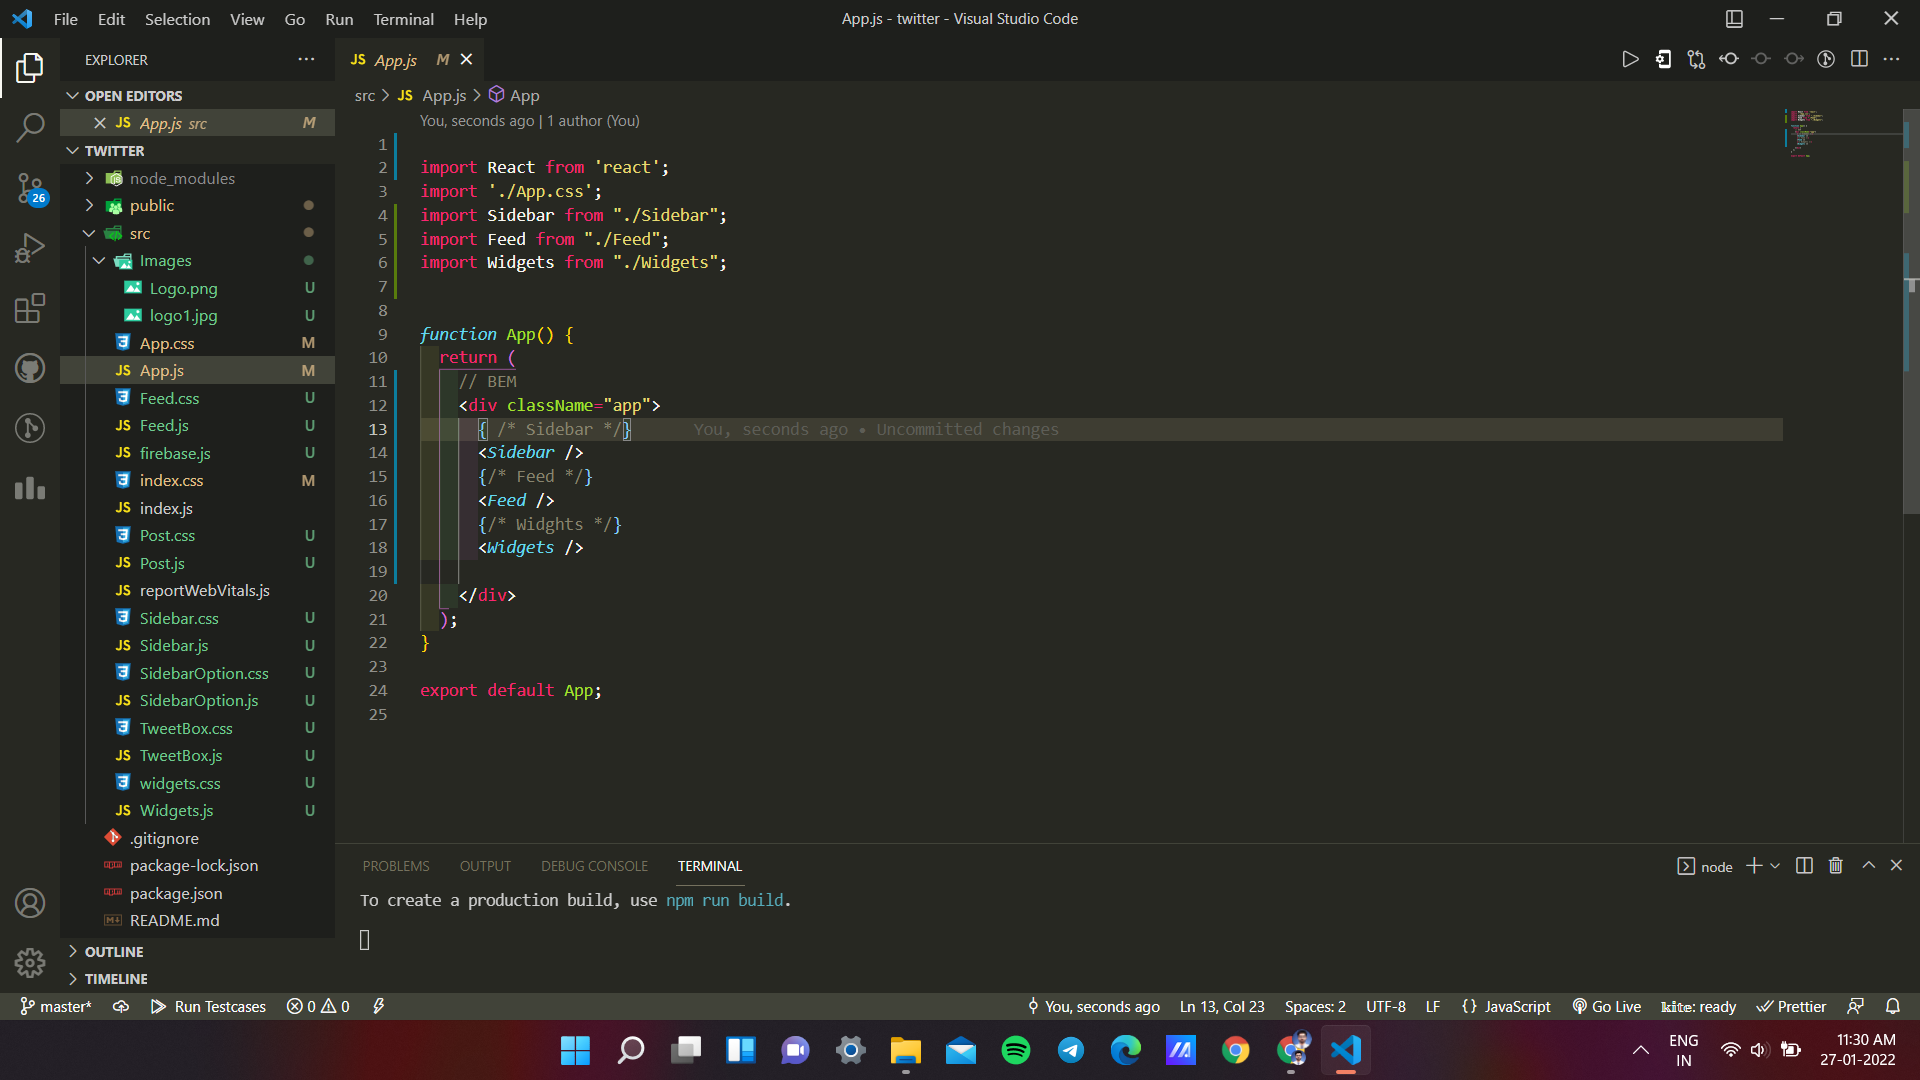 File Edit Selection View Go Run Terminal Help
App.js - twitter - Visual Studio Code
EXPLORER
OPEN EDITORS
JS App.js src M
TWITTER
node_modules
public
src
Images
Logo.png U
logo1.jpg U
App.css M
JS App.js M
Feed.css U
JS Feed.js U
JS firebase.js U
index.css M
JS index.js
Post.css U
JS Post.js U
JS reportWebVitals.js
Sidebar.css U
JS Sidebar.js U
SidebarOption.css U
JS SidebarOption.js U
TweetBox.css U
JS TweetBox.js U
widgets.css U
JS Widgets.js U
.gitignore
package-lock.json
package.json
README.md
OUTLINE
TIMELINE
26
JS App.js M
src > JS App.js > App
You, seconds ago | 1 author (You)
1
2 import React from 'react';
3 import './App.css';
4 import Sidebar from "./Sidebar";
5 import Feed from "./Feed";
6 import Widgets from "./Widgets";
7
8
9 function App() {
10 return (
11 // BEM
12 <div className="app">
13 { /* Sidebar */} You, seconds ago • Uncommitted changes
14 <Sidebar />
15 {/* Feed */}
16 <Feed />
17 {/* Widghts */}
18 <Widgets />
19
20 </div>
21 );
22 }
23
24 export default App;
25
PROBLEMS OUTPUT DEBUG CONSOLE TERMINAL
node
To create a production build, use npm run build.
master* Run Testcases 0 0
You, seconds ago Ln 13, Col 23 Spaces: 2 UTF-8 LF {} JavaScript Go Live kite: ready Prettier
ENG
IN
11:30 AM
27-01-2022